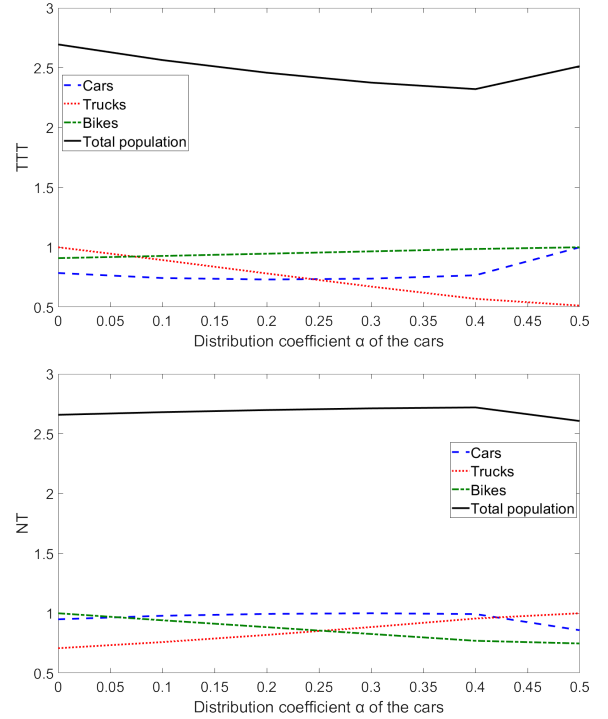 3
2.5
2
1.5
1
0.5
TTT
Cars
Trucks
Bikes
Total population
0 0.05 0.1 0.15 0.2 0.25 0.3 0.35 0.4 0.45 0.5
Distribution coefficient α of the cars
3
2.5
2
1.5
1
0.5
NT
Cars
Trucks
Bikes
Total population
0 0.05 0.1 0.15 0.2 0.25 0.3 0.35 0.4 0.45 0.5
Distribution coefficient α of the cars